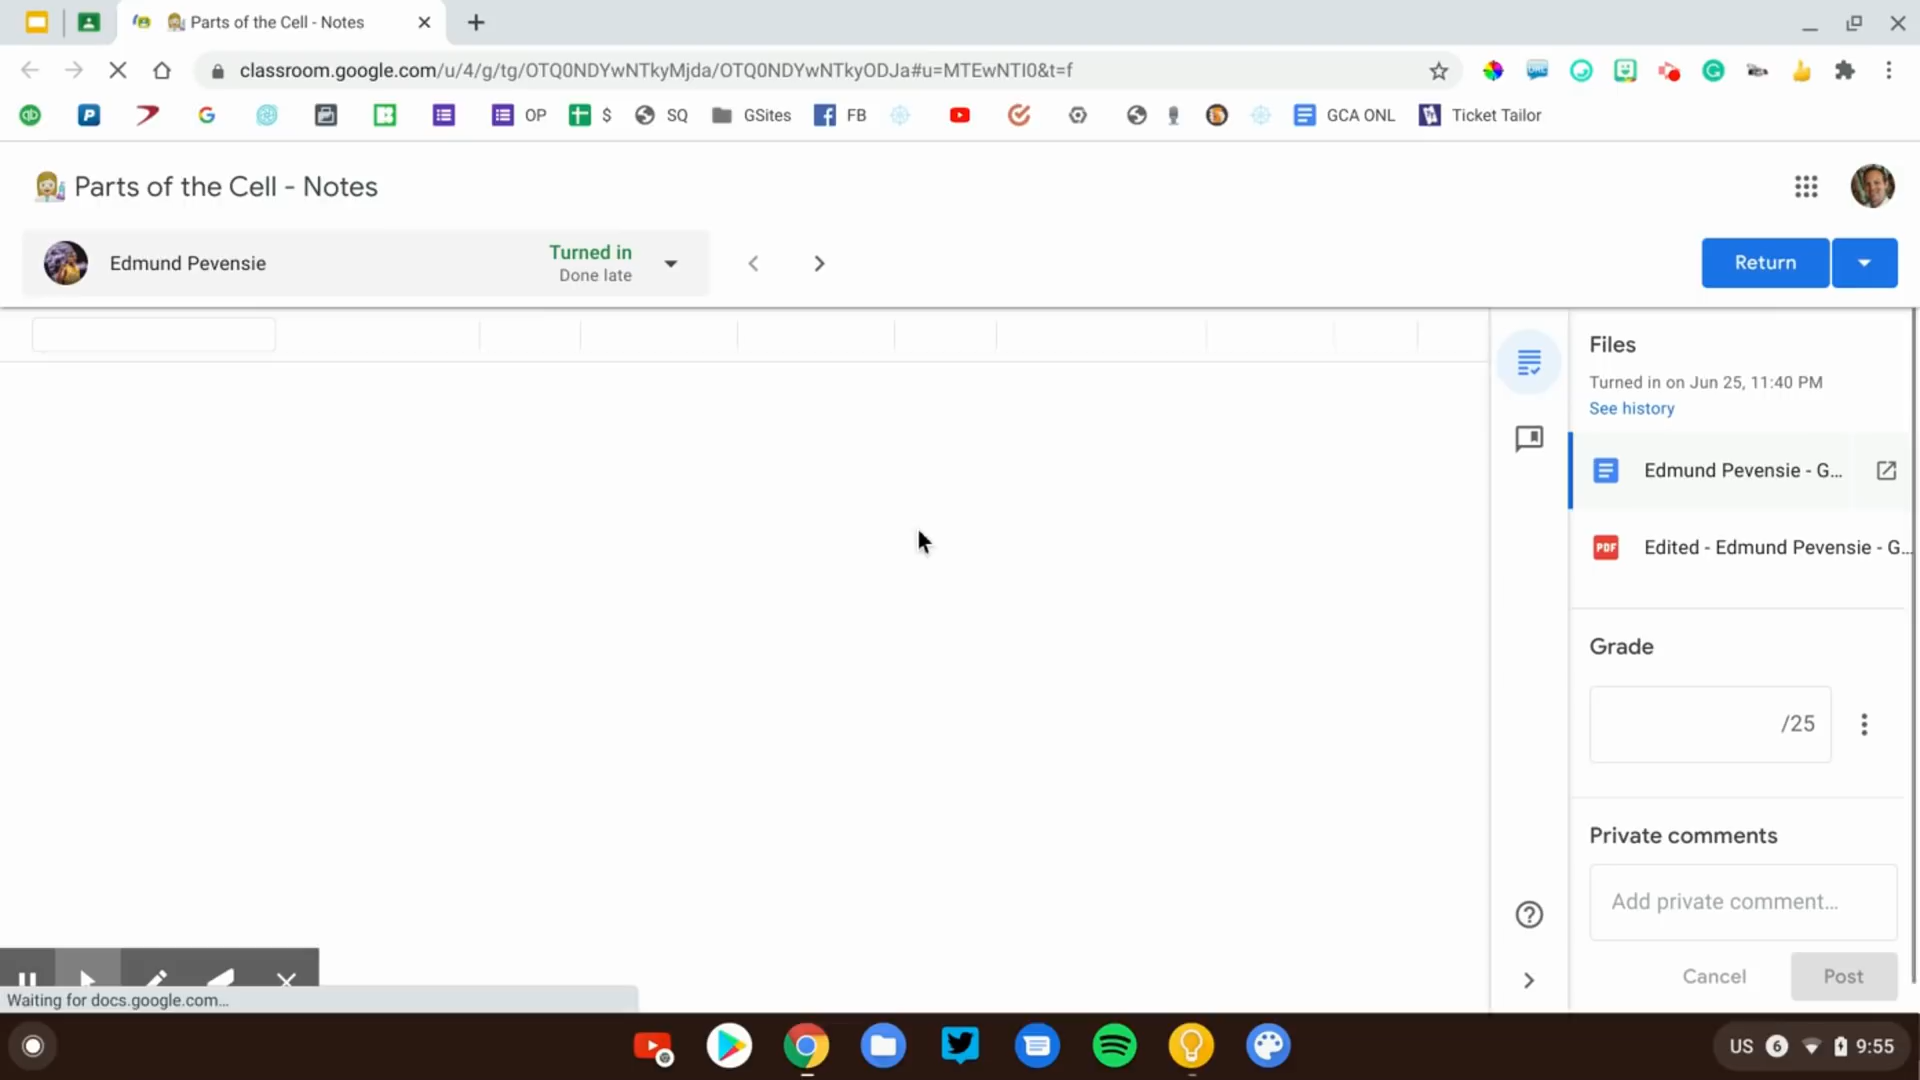 Parts of the Cell - Notes
classroom.google.com/u/4/g/tg/OTQ0NDYwNTkyMjda/OTQ0NDYwNTkyODJa#u=MTEwNTI0&t=f
OP
$
SQ
GSites
FB
GCA ONL
Ticket Tailor
Parts of the Cell - Notes
Edmund Pevensie
Turned in
Done late
Return
Files
Turned in on Jun 25, 11:40 PM
See history
Edmund Pevensie - G...
PDF
Edited - Edmund Pevensie - G...
Grade
/25
Private comments
Add private comment...
Cancel
Post
Waiting for docs.google.com...
US
6
9:55